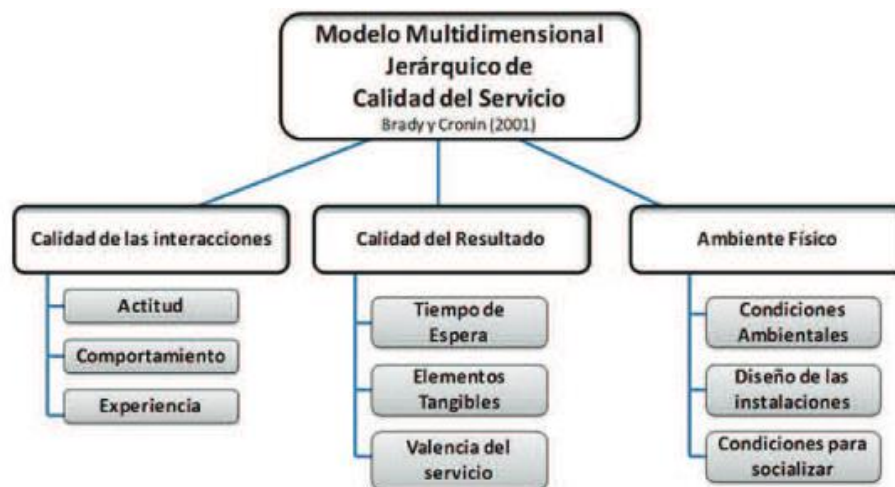 Modelo Multidimensional
Jerárquico de
Calidad del Servicio
Brady y Cronin (2001)
Calidad de las interacciones
Actitud
Comportamiento
Experiencia
Calidad del Resultado
Tiempo de
Espera
Elementos
Tangibles
Valencia del
servicio
Ambiente Físico
Condiciones
Ambientales
Diseño de las
instalaciones
Condiciones para
socializar